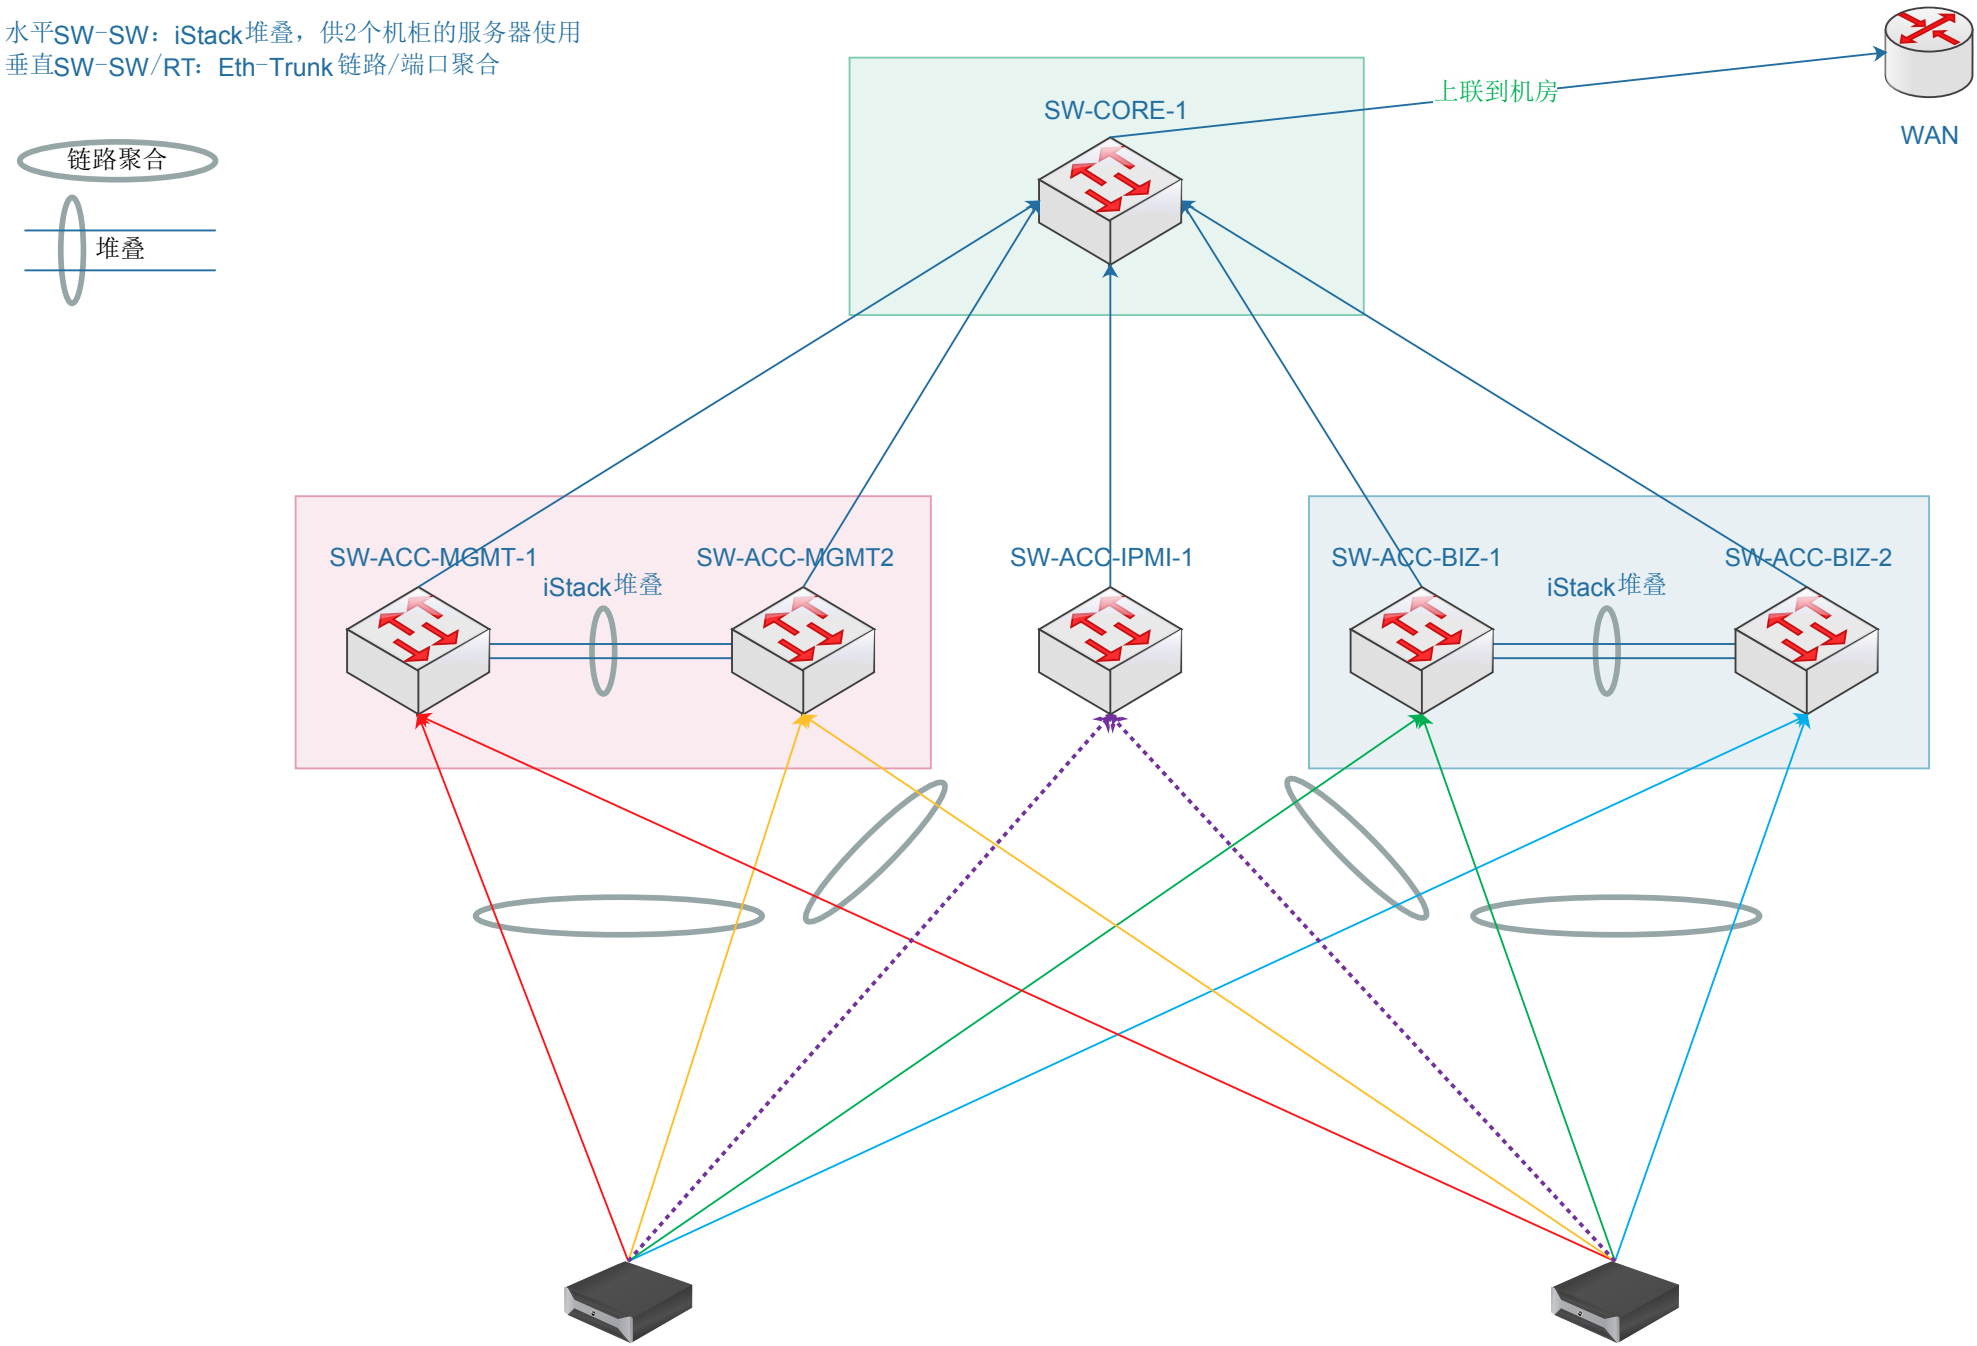 水平SW-SW：iStack堆叠，供2个机柜的服务器使用
垂直SW-SW/RT：Eth-Trunk链路/端口聚合
链路聚合
堆叠
SW-CORE-1
上联到机房
WAN
SW-ACC-MGMT-1
SW-ACC-MGMT2
SW-ACC-IPMI-1
SW-ACC-BIZ-1
SW-ACC-BIZ-2
iStack堆叠
iStack堆叠